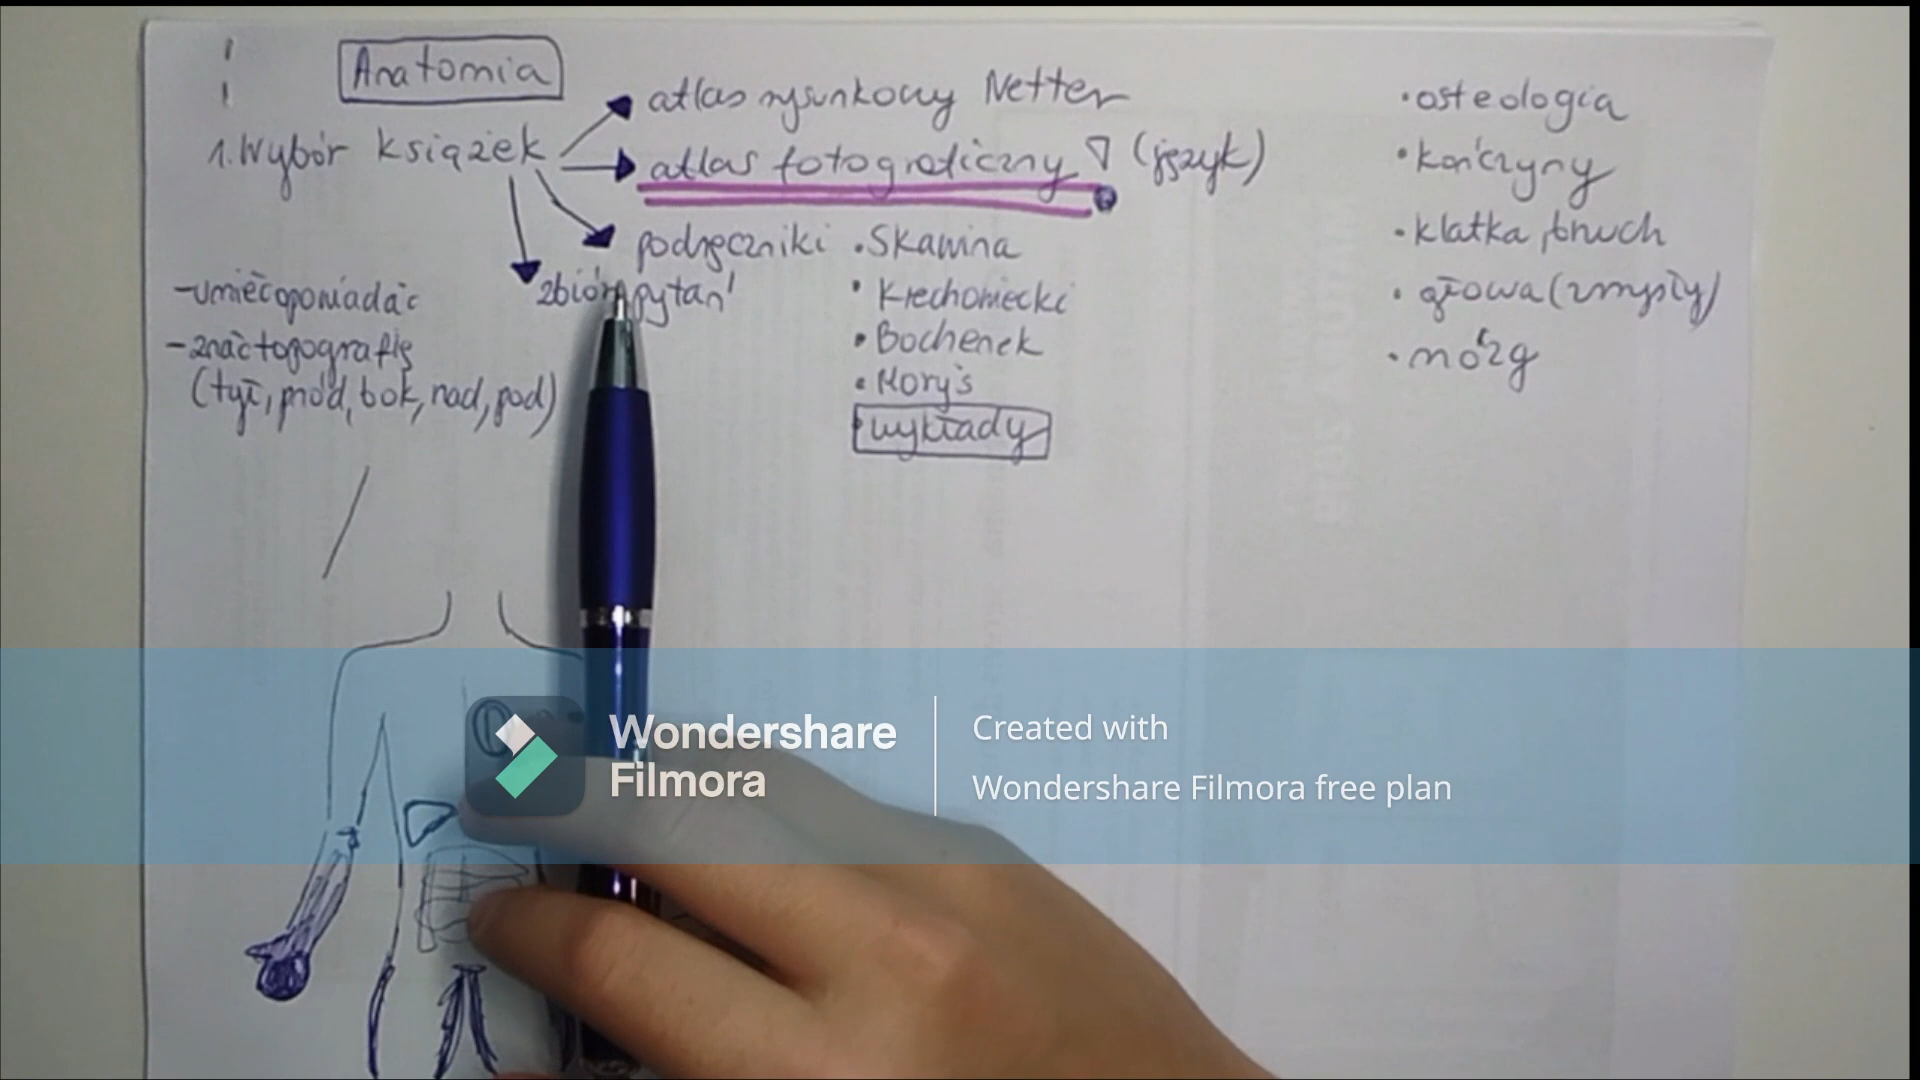 Anatomia
1. Wybór książek
atlas rysunkowy Netter
atlas fotograficzny ∇ (język)
podręczniki
• Skawina
• Krechowiecki
• Bochenek
• Moryś
• wykłady
zbiór pytań
- umieć opowiadać
- znać topografię
(tył, przód, bok, nad, pod)
• osteologia
• kończyny
• klatka, brzuch
• głowa (zmysły)
• mózg
Wondershare
Filmora
Created with
Wondershare Filmora free plan